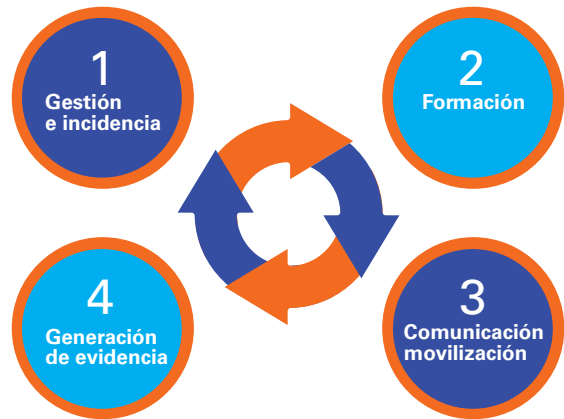 1
Gestión
e incidencia
2
Formación
3
Comunicación
movilización
4
Generación
de evidencia